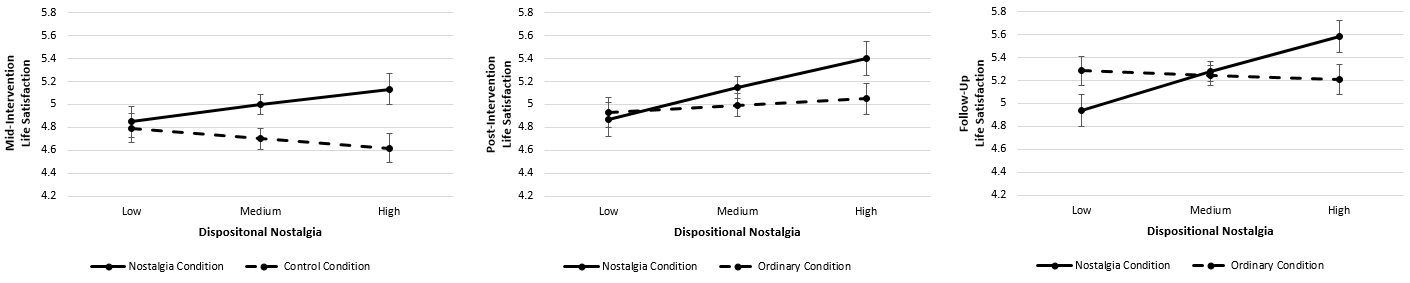 Mid-Intervention
Life Satisfaction
5.8
5.6
5.4
5.2
5
4.8
4.6
4.4
4.2
Low Medium High
Dispositonal Nostalgia
Nostalgia Condition Control Condition
Post-Intervention
Life Satisfaction
5.8
5.6
5.4
5.2
5
4.8
4.6
4.4
4.2
Low Medium High
Dispositional Nostalgia
Nostalgia Condition Ordinary Condition
Follow-Up
Life Satisfaction
5.8
5.6
5.4
5.2
5
4.8
4.6
4.4
4.2
Low Medium High
Dispositional Nostalgia
Nostalgia Condition Ordinary Condition